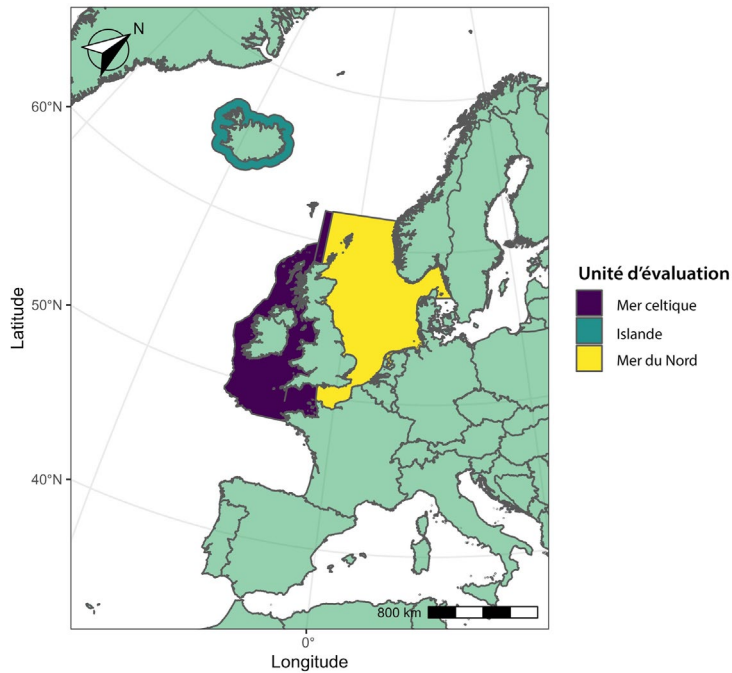 N
60°N
50°N
40°N
Latitude
Unité d’évaluation
Mer celtique
Islande
Mer du Nord
800 km
0°
Longitude